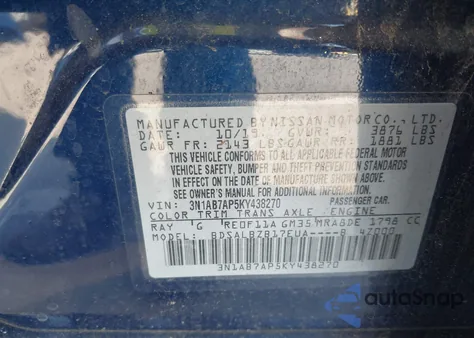 MANUFACTURED BY NISSAN MOTOR CO., LTD.
DATE: 10/19 GVWR: 3876 LBS
GAWR FR: 2143 LBS GAWR RR: 1881 LBS
THIS VEHICLE CONFORMS TO ALL APPLICABLE FEDERAL MOTOR
VEHICLE SAFETY, BUMPER, AND THEFT PREVENTION STANDARDS
IN EFFECT ON THE DATE OF MANUFACTURE SHOWN ABOVE.
SEE OWNER'S MANUAL FOR ADDITIONAL INFORMATION.
VIN: 3N1AB7AP5KY438270 PASSENGER CAR.
COLOR TRIM TRANS AXLE ENGINE
RAY G RE0F11A GM35 MRA8DE 1798 CC
MODEL: BDSALBZB17EUA----B 4Z000
3N1AB7AP5KY438270
AutoSnap